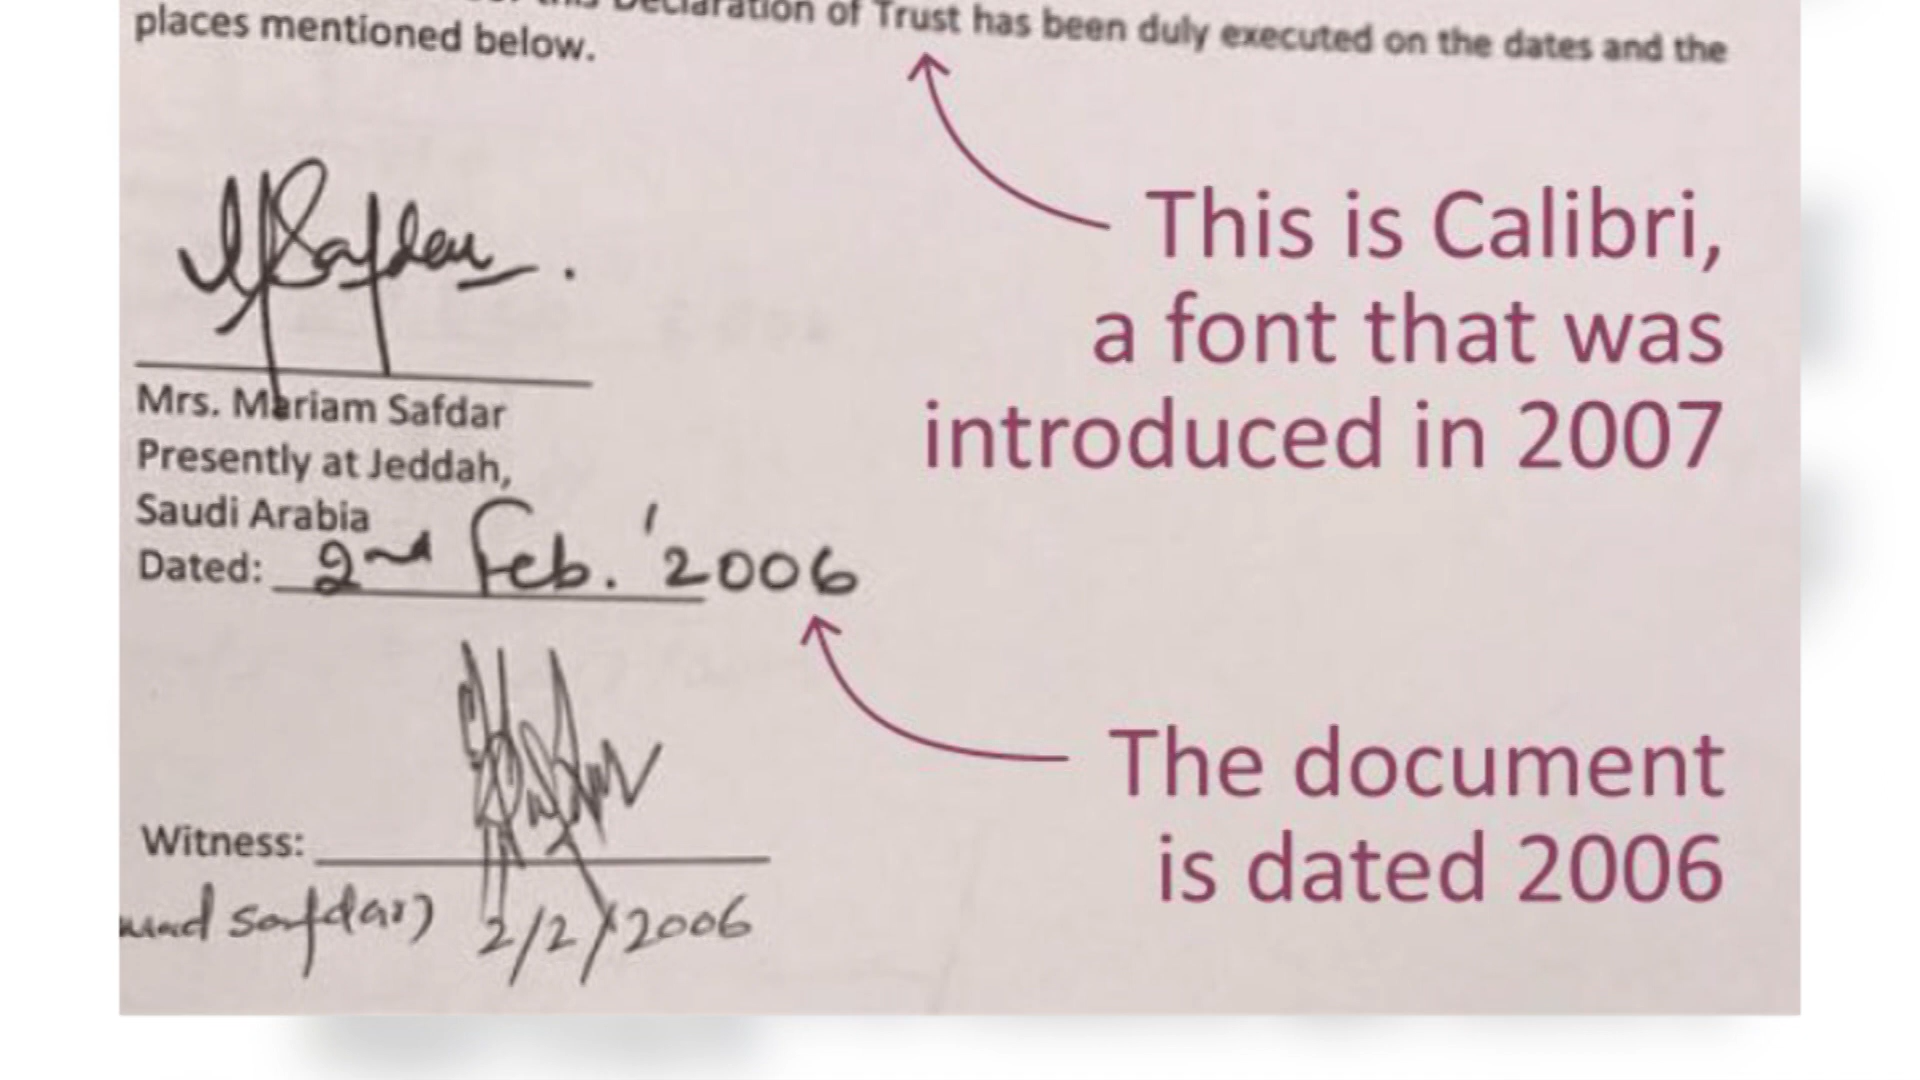 Declaration of Trust has been duly executed on the dates and the
places mentioned below.
This is Calibri,
a font that was
introduced in 2007
Mrs. Mariam Safdar
Presently at Jeddah,
Saudi Arabia
Dated: 2nd Feb. '2006
The document
is dated 2006
Witness:
safdar) 2/2/2006